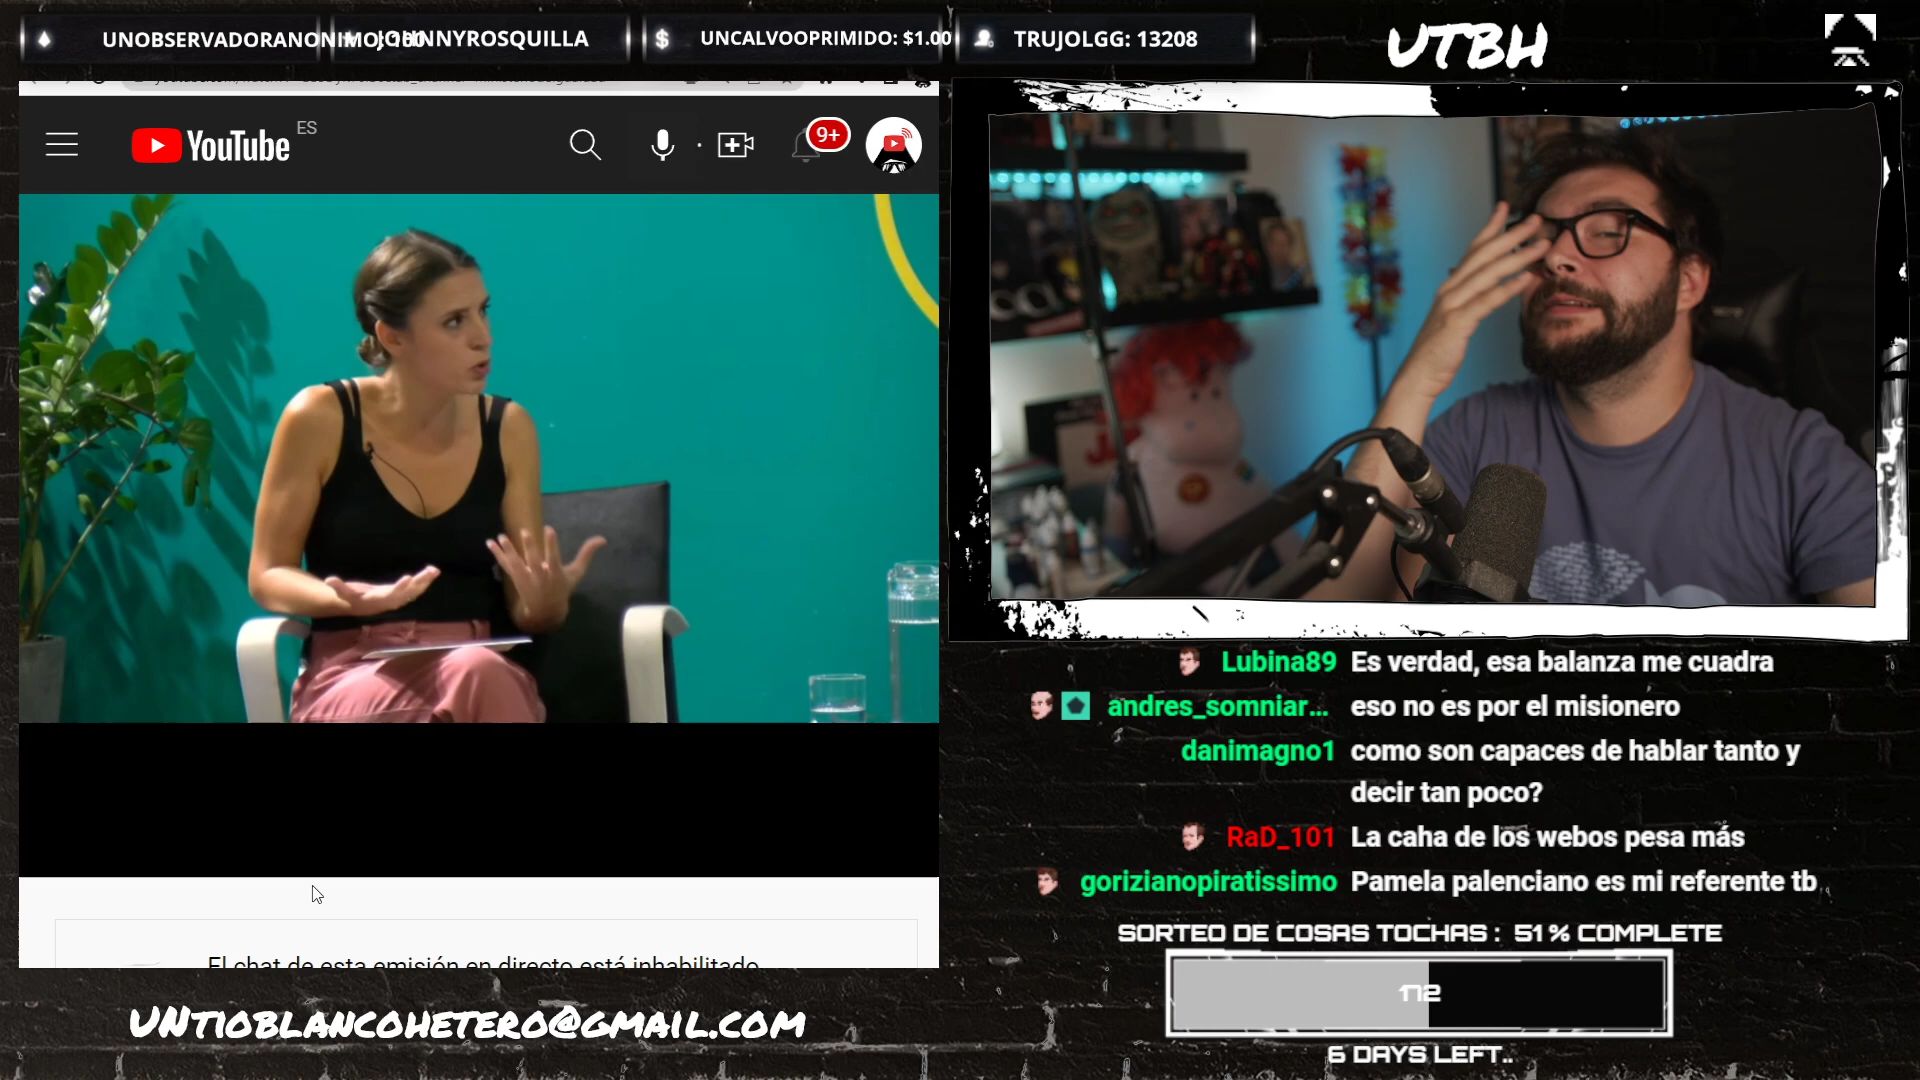 UNOBSERVADORANONIMO: 100
JOHNNYROSQUILLA
$
UNCALVOOPRIMIDO: $1.00
TRUJOLGG: 13208
UTBH
YouTube ES
9+
Lubina89 Es verdad, esa balanza me cuadra
andres_somniar... eso no es por el misionero
danimagno1 como son capaces de hablar tanto y
decir tan poco?
RaD_101 La caha de los webos pesa más
gorizianopiratissimo Pamela palenciano es mi referente tb
El chat de esta emisión en directo está inhabilitado
SORTEO DE COSAS TOCHAS : 51% COMPLETE
172
6 DAYS LEFT..
UNtioblancohetero@gmail.com